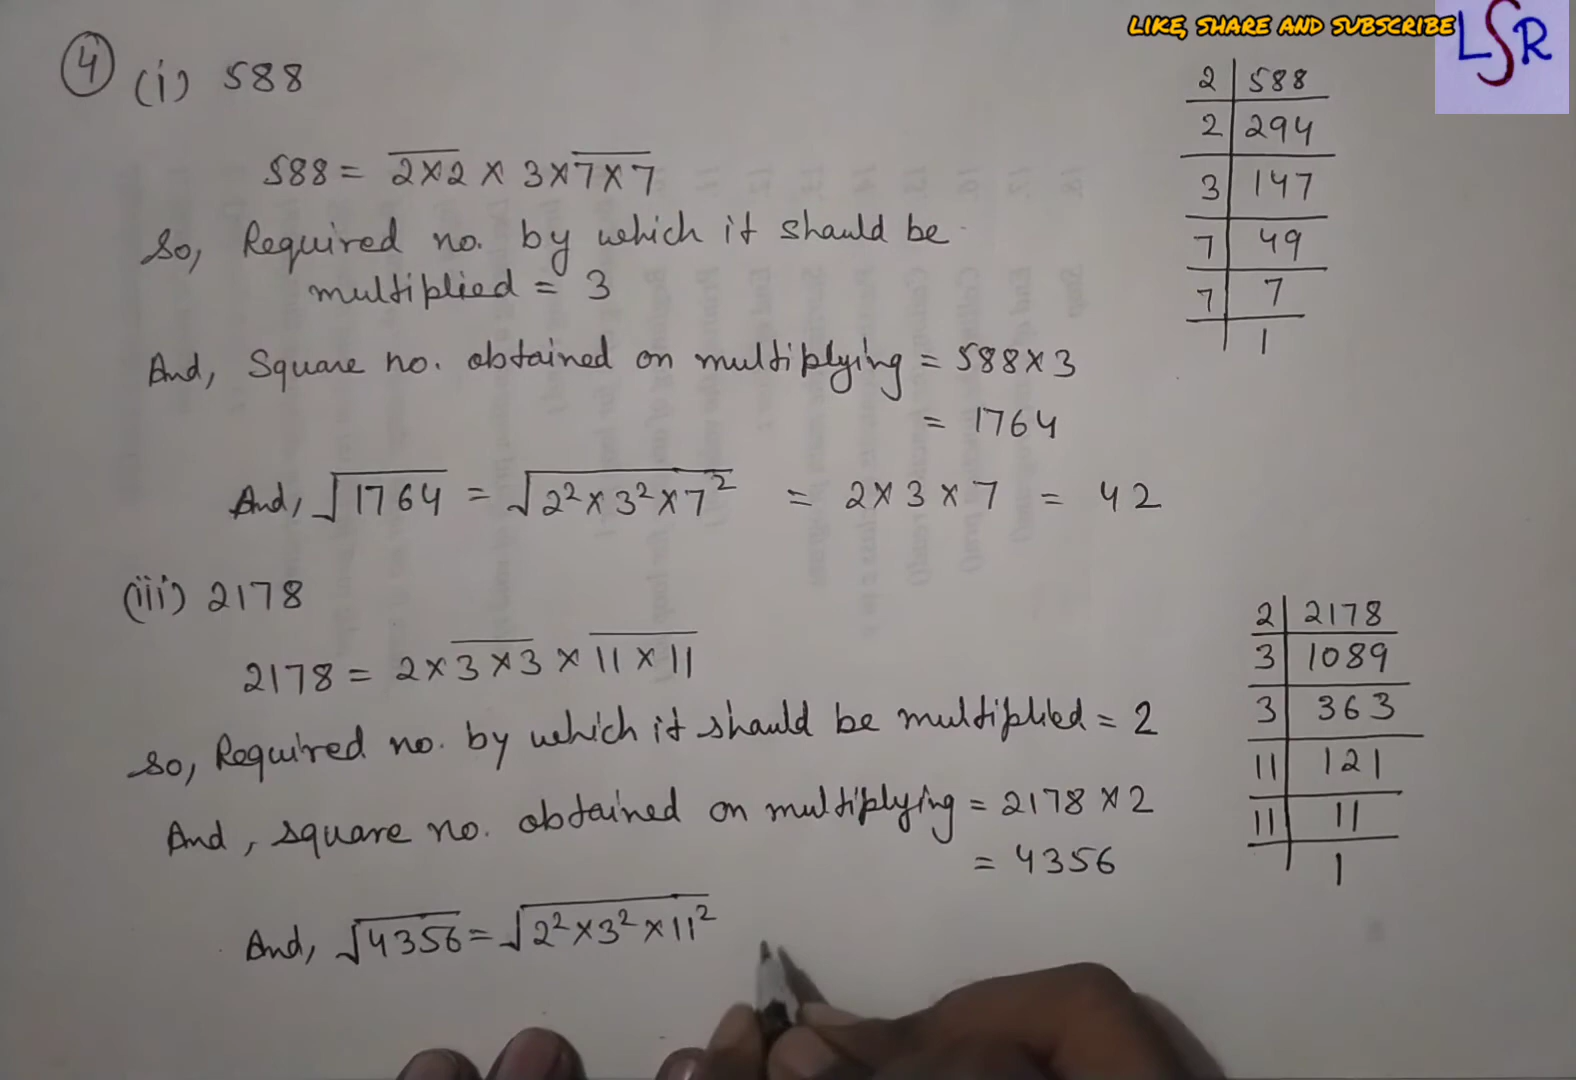 LIKE, SHARE AND SUBSCRIBE
LSR
4 (i) 588
588 = 2×2 × 3×7×7
So, Required no. by which it should be
multiplied = 3
And, Square no. obtained on multiplying = 588×3
= 1764
And, √1764 = √2²×3²×7² = 2×3×7 = 42
2 | 588
2 | 294
3 | 147
7 | 49
7 | 7
1
(iii) 2178
2178 = 2×3×3×11×11
So, Required no. by which it should be multiplied = 2
And, square no. obtained on multiplying = 2178×2
= 4356
And, √4356 = √2²×3²×11²
2 | 2178
3 | 1089
3 | 363
11 | 121
11 | 11
1